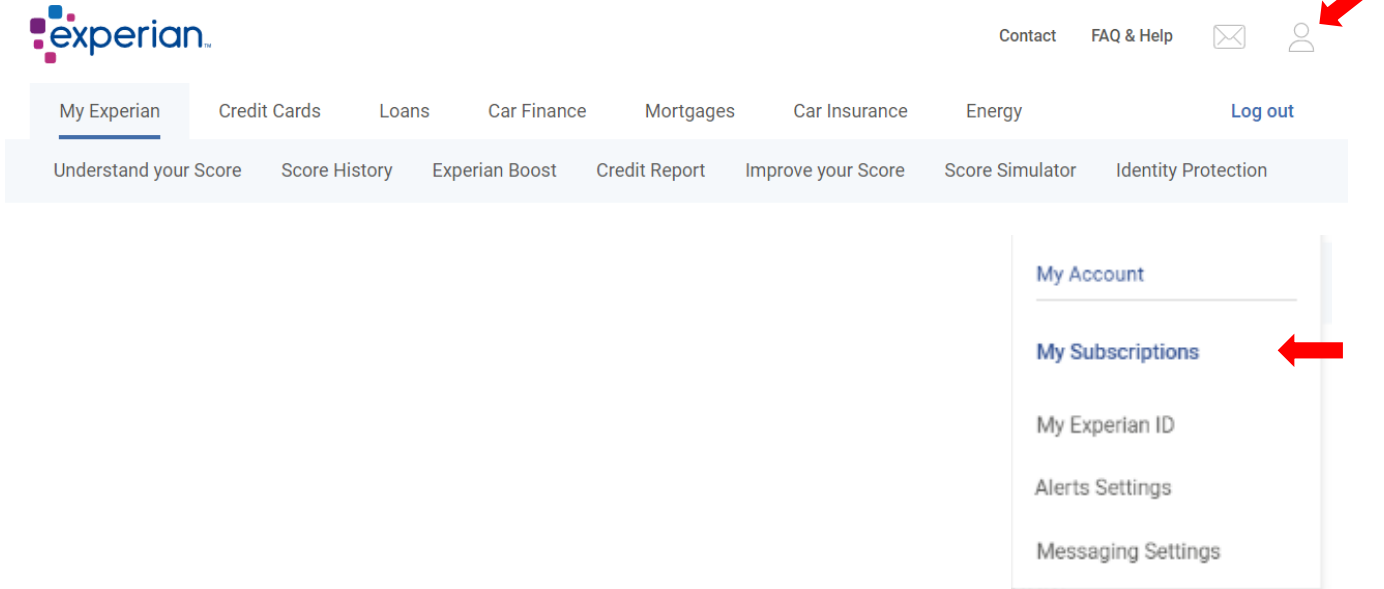 experian™
Contact FAQ & Help
My Experian Credit Cards Loans Car Finance Mortgages Car Insurance Energy Log out
Understand your Score Score History Experian Boost Credit Report Improve your Score Score Simulator Identity Protection
My Account
My Subscriptions
My Experian ID
Alerts Settings
Messaging Settings